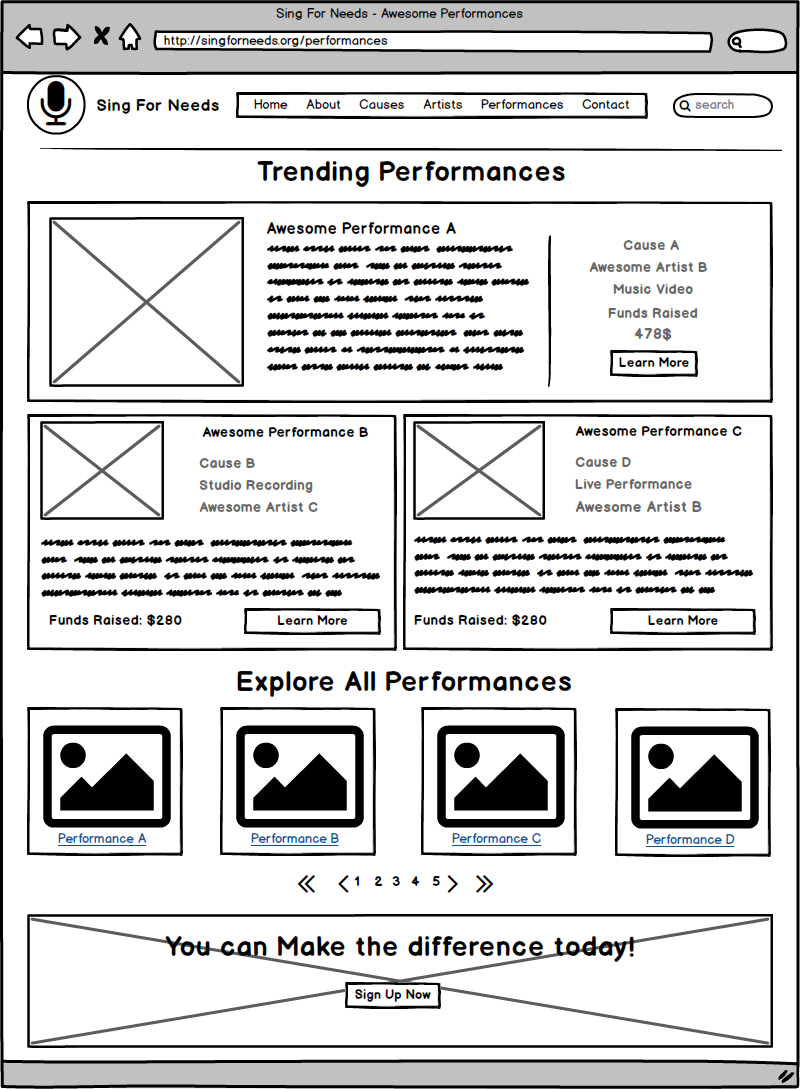 Sing For Needs - Awesome Performances
http://singforneeds.org/performances
Sing For Needs
Home About Causes Artists Performances Contact
search
Trending Performances
Awesome Performance A
Cause A
Awesome Artist B
Music Video
Funds Raised
478$
Learn More
Awesome Performance B
Cause B
Studio Recording
Awesome Artist C
Funds Raised: $280
Learn More
Awesome Performance C
Cause D
Live Performance
Awesome Artist B
Funds Raised: $280
Learn More
Explore All Performances
Performance A
Performance B
Performance C
Performance D
1 2 3 4 5
You can Make the difference today!
Sign Up Now